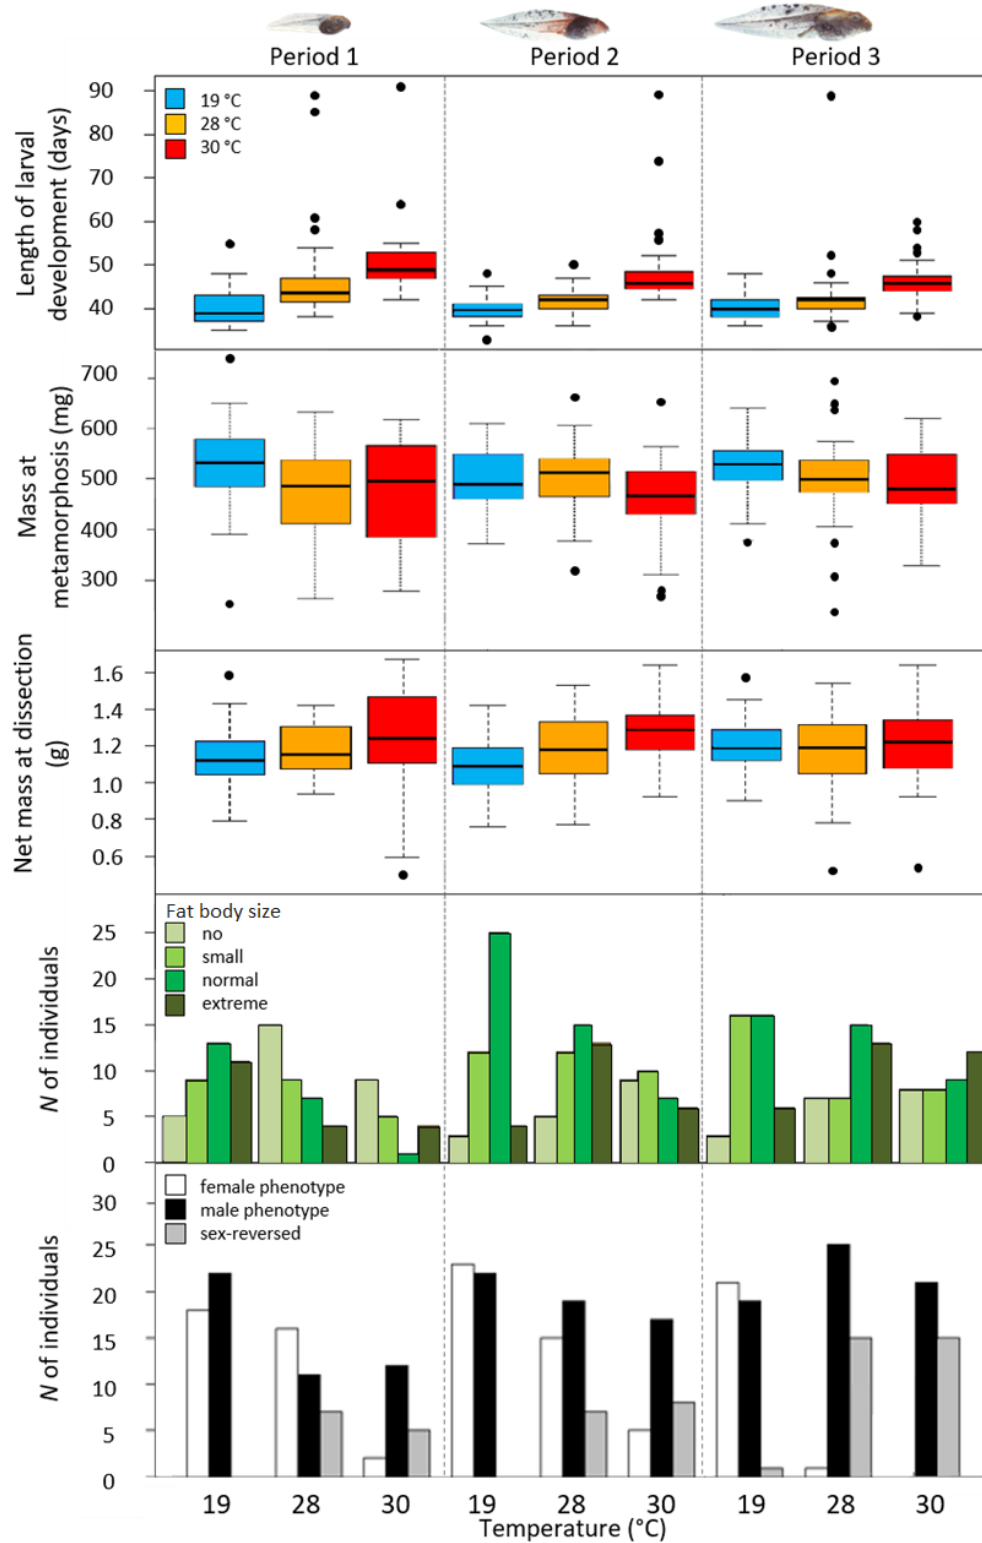 Period 1
Period 2
Period 3
Length of larval
development (days)
90
80
70
60
50
40
19 °C
28 °C
30 °C
Mass at
metamorphosis (mg)
700
600
500
400
300
Net mass at dissection
(g)
1.6
1.4
1.2
1.0
0.8
0.6
N of individuals
Fat body size
no
small
normal
extreme
25
20
15
10
5
0
N of individuals
female phenotype
male phenotype
sex-reversed
30
25
20
15
10
5
0
19
28
30
19
28
30
19
28
30
Temperature (°C)